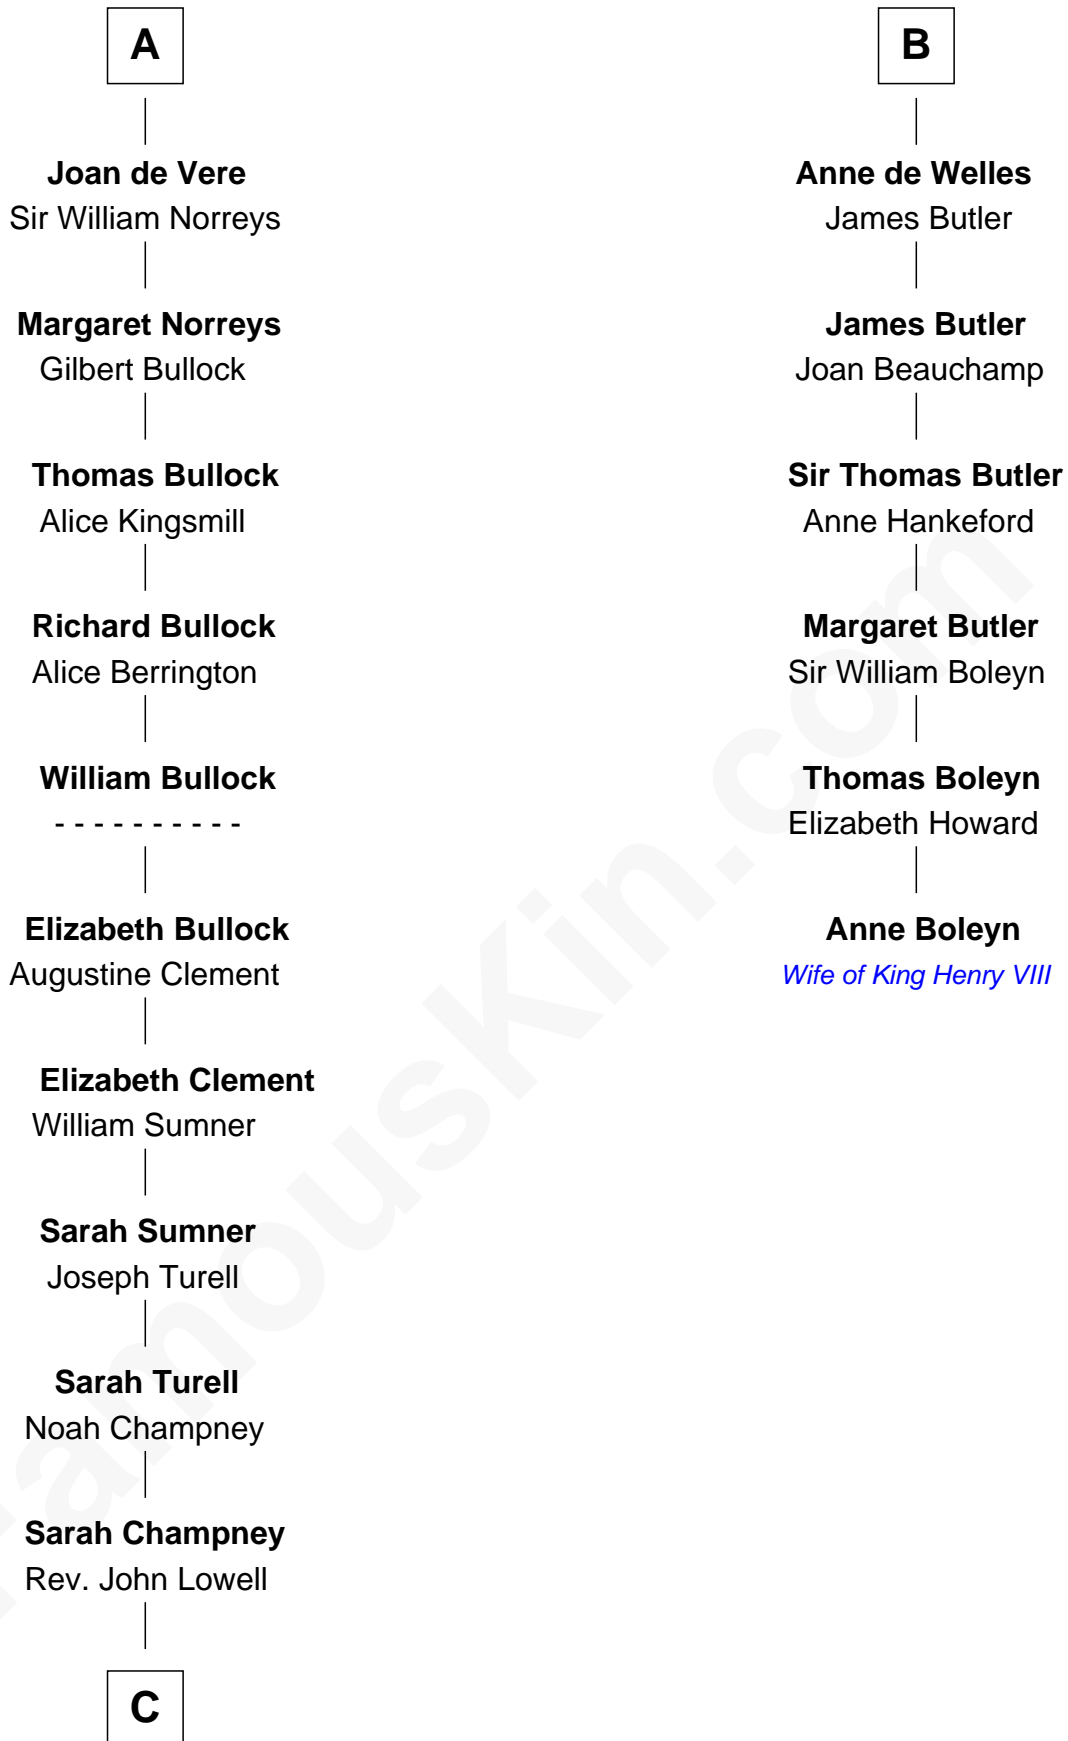 A
Joan de Vere
Sir William Norreys
Margaret Norreys
Gilbert Bullock
Thomas Bullock
Alice Kingsmill
Richard Bullock
Alice Berrington
William Bullock
- - - - - - - - - -
Elizabeth Bullock
Augustine Clement
Elizabeth Clement
William Sumner
Sarah Sumner
Joseph Turell
Sarah Turell
Noah Champney
Sarah Champney
Rev. John Lowell
C
B
Anne de Welles
James Butler
James Butler
Joan Beauchamp
Sir Thomas Butler
Anne Hankeford
Margaret Butler
Sir William Boleyn
Thomas Boleyn
Elizabeth Howard
Anne Boleyn
Wife of King Henry VIII
FamousKin.com